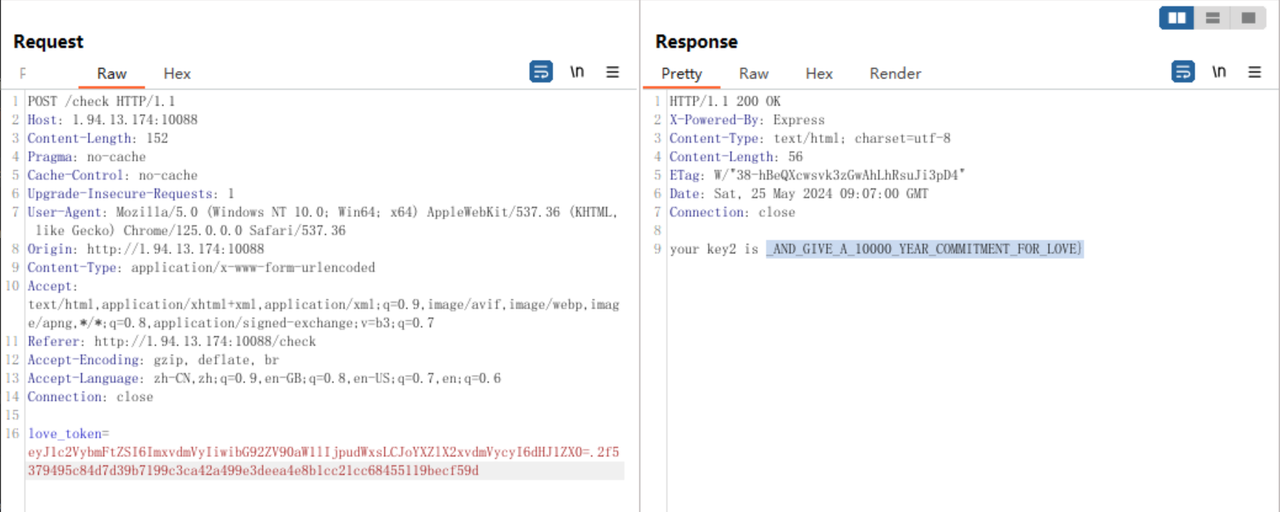 Request
Raw
Hex
\n
1 POST /check HTTP/1.1
2 Host: 1.94.13.174:10088
3 Content-Length: 152
4 Pragma: no-cache
5 Cache-Control: no-cache
6 Upgrade-Insecure-Requests: 1
7 User-Agent: Mozilla/5.0 (Windows NT 10.0; Win64; x64) AppleWebKit/537.36 (KHTML,
like Gecko) Chrome/125.0.0.0 Safari/537.36
8 Origin: http://1.94.13.174:10088
9 Content-Type: application/x-www-form-urlencoded
10 Accept:
text/html,application/xhtml+xml,application/xml;q=0.9,image/avif,image/webp,imag
e/apng,*/*;q=0.8,application/signed-exchange;v=b3;q=0.7
11 Referer: http://1.94.13.174:10088/check
12 Accept-Encoding: gzip, deflate, br
13 Accept-Language: zh-CN,zh;q=0.9,en-GB;q=0.8,en-US;q=0.7,en;q=0.6
14 Connection: close
15
16 love_token=
eyJ1c2VybmFtZSI6ImxvdmVyIiwibG92ZV90aW1lIjpudWxsLCJoYXZlX2xvdmVycyI6dHJ1ZX0=.2f5
379495c84d7d39b7199c3ca42a499e3deea4e8b1cc21cc68455119becf59d
Response
Pretty
Raw
Hex
Render
\n
1 HTTP/1.1 200 OK
2 X-Powered-By: Express
3 Content-Type: text/html; charset=utf-8
4 Content-Length: 56
5 ETag: W/"38-hBeQXcwsvk3zGwAhLhRsuJi3pD4"
6 Date: Sat, 25 May 2024 09:07:00 GMT
7 Connection: close
8
9 your key2 is _AND_GIVE_A_10000_YEAR_COMMITMENT_FOR_LOVE}